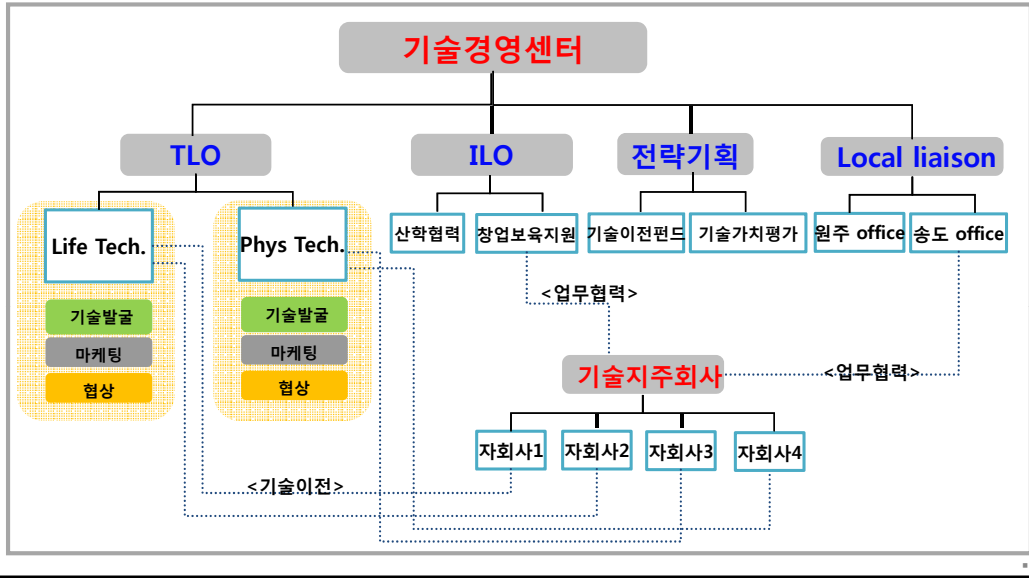 기술경영센터
TLO
ILO
전략기획
Local liaison
Life Tech.
Phys Tech.
산학협력
창업보육지원
기술이전펀드
기술가치평가
원주 office
송도 office
기술발굴
마케팅
협상
기술발굴
마케팅
협상
<업무협력>
기술지주회사
<업무협력>
자회사1
자회사2
자회사3
자회사4
<기술이전>